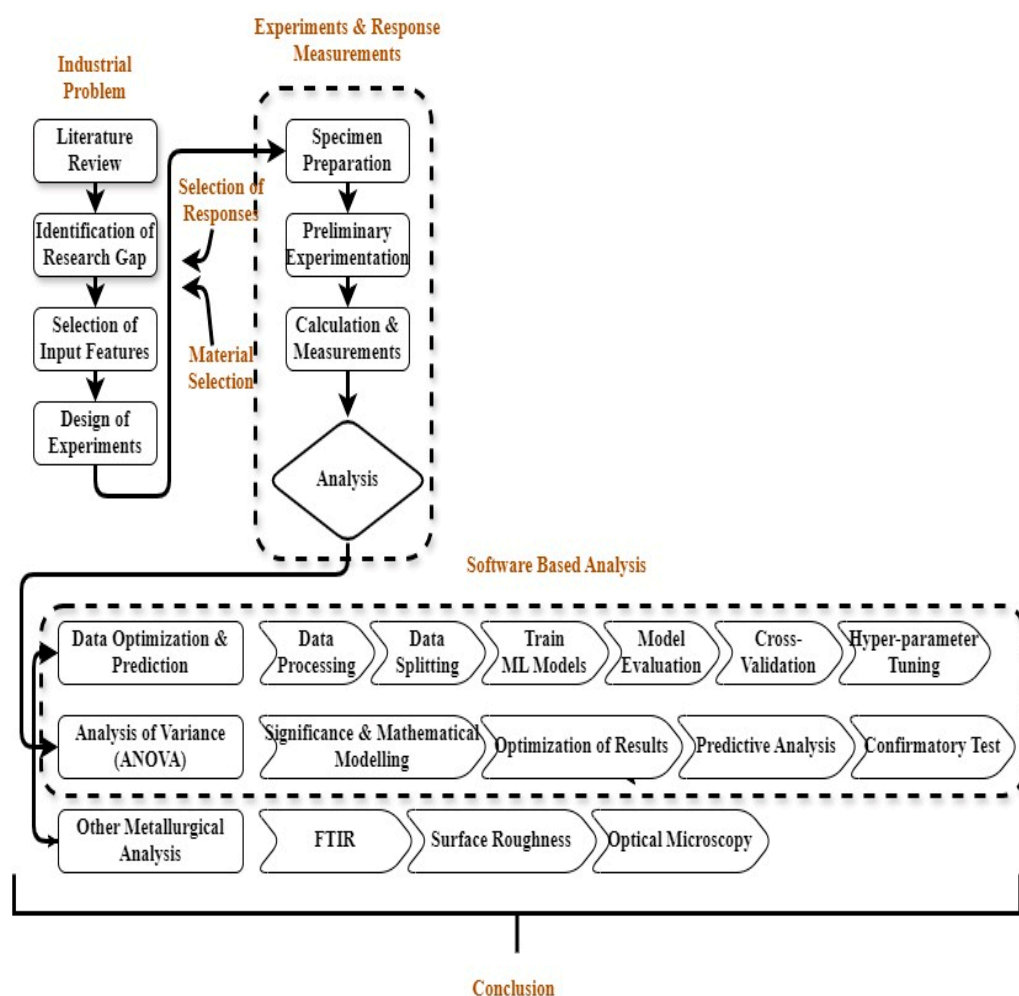 Industrial
Problem
Literature
Review
Identification of
Research Gap
Selection of
Input Features
Design of
Experiments
Selection of
Responses
Material
Selection
Experiments & Response
Measurements
Specimen
Preparation
Preliminary
Experimentation
Calculation &
Measurements
Analysis
Software Based Analysis
Data Optimization &
Prediction
Data
Processing
Data
Splitting
Train
ML Models
Model
Evaluation
Cross-
Validation
Hyper-parameter
Tuning
Analysis of Variance
(ANOVA)
Significance & Mathematical
Modelling
Optimization of Results
Predictive Analysis
Confirmatory Test
Other Metallurgical
Analysis
FTIR
Surface Roughness
Optical Microscopy
Conclusion